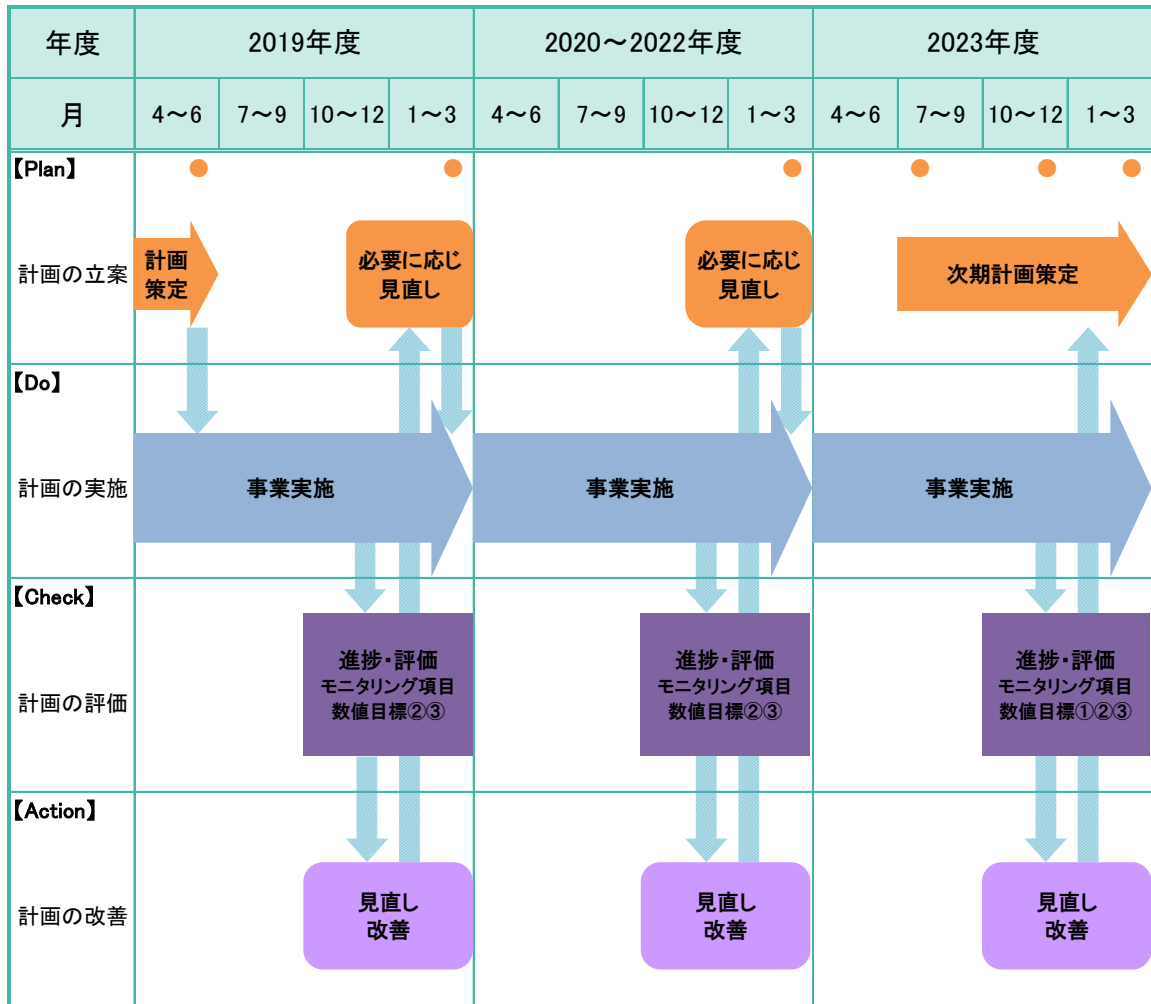 年度 2019年度 2020～2022年度 2023年度
月 4～6 7～9 10～12 1～3 4～6 7～9 10～12 1～3 4～6 7～9 10～12 1～3
【Plan】
計画の立案
計画
策定
必要に応じ
見直し
必要に応じ
見直し
次期計画策定
【Do】
計画の実施
事業実施
事業実施
事業実施
【Check】
計画の評価
進捗・評価
モニタリング項目
数値目標②③
進捗・評価
モニタリング項目
数値目標②③
進捗・評価
モニタリング項目
数値目標①②③
【Action】
計画の改善
見直し
改善
見直し
改善
見直し
改善